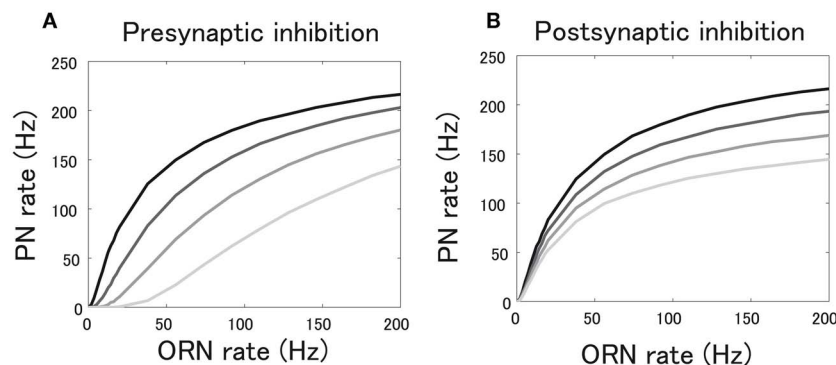 A
Presynaptic inhibition
PN rate (Hz)
250
200
150
100
50
0
0 50 100 150 200
ORN rate (Hz)
B
Postsynaptic inhibition
PN rate (Hz)
250
200
150
100
50
0
0 50 100 150 200
ORN rate (Hz)